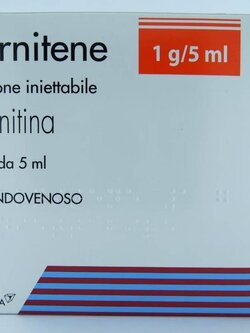 rnitene
1 g/5 ml
one iniettabile
nitina
da 5 ml
NDOVENOSO
A